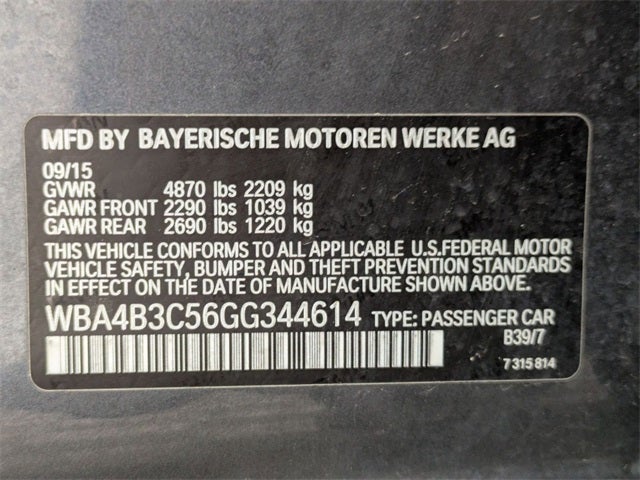 MFD BY BAYERISCHE MOTOREN WERKE AG
09/15
GVWR 4870 lbs 2209 kg
GAWR FRONT 2290 lbs 1039 kg
GAWR REAR 2690 lbs 1220 kg
THIS VEHICLE CONFORMS TO ALL APPLICABLE U.S.FEDERAL MOTOR
VEHICLE SAFETY, BUMPER AND THEFT PREVENTION STANDARDS
IN EFFECT ON THE DATE OF MANUFACTURE SHOWN ABOVE.
WBA4B3C56GG344614 TYPE: PASSENGER CAR
B39/7
7 315 814